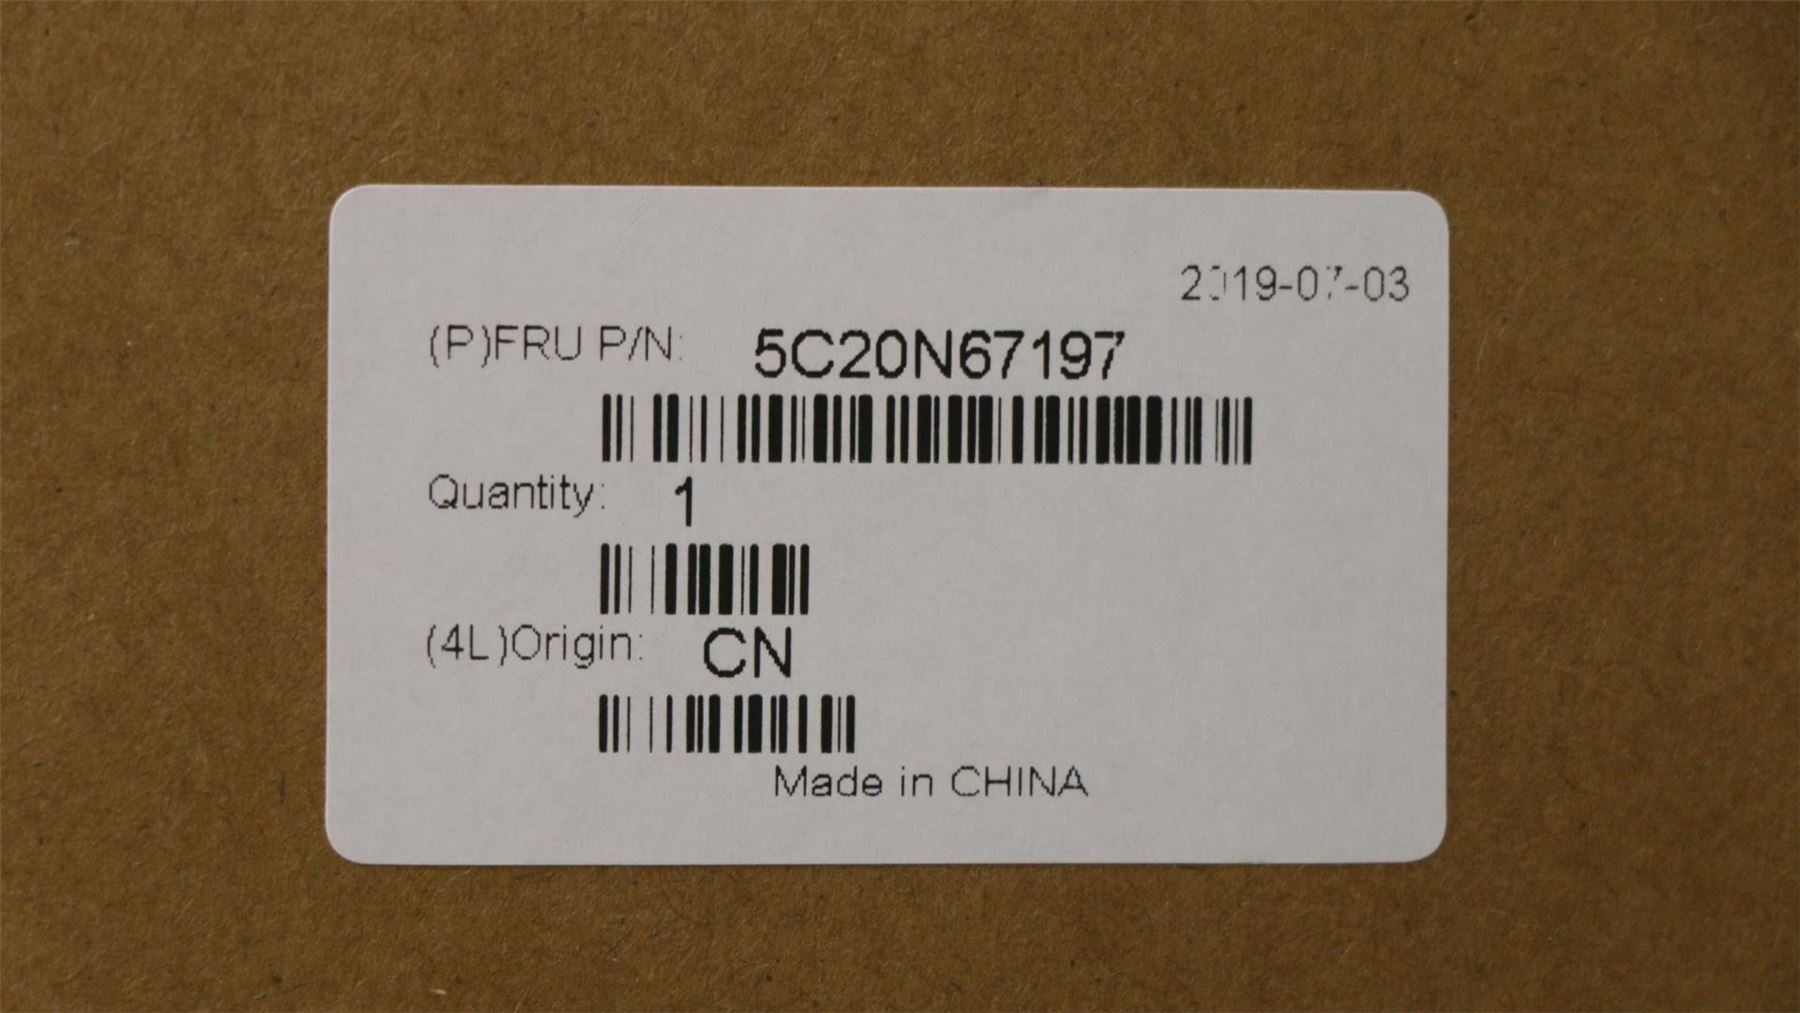 2019-07-03
(P)FRU P/N: 5C20N67197
Quantity: 1
(4L)Origin: CN
Made in CHINA